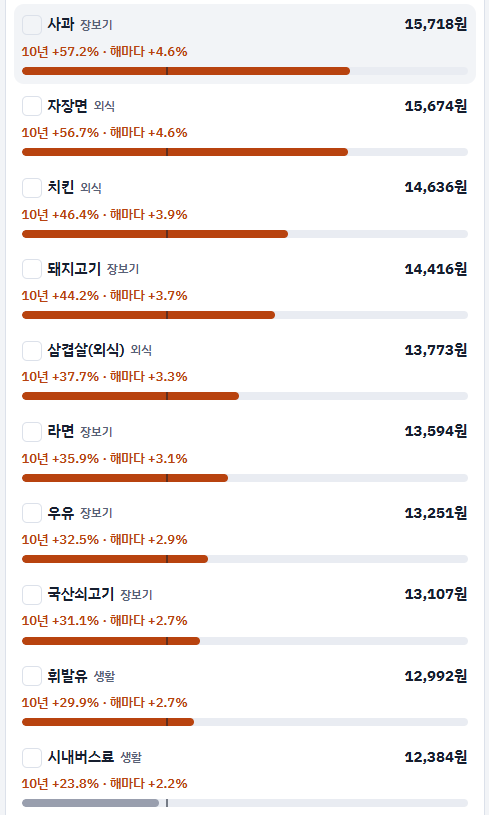 사과 장보기 15,718원
10년 +57.2% · 해마다 +4.6%
자장면 외식 15,674원
10년 +56.7% · 해마다 +4.6%
치킨 외식 14,636원
10년 +46.4% · 해마다 +3.9%
돼지고기 장보기 14,416원
10년 +44.2% · 해마다 +3.7%
삼겹살(외식) 외식 13,773원
10년 +37.7% · 해마다 +3.3%
라면 장보기 13,594원
10년 +35.9% · 해마다 +3.1%
우유 장보기 13,251원
10년 +32.5% · 해마다 +2.9%
국산쇠고기 장보기 13,107원
10년 +31.1% · 해마다 +2.7%
휘발유 생활 12,992원
10년 +29.9% · 해마다 +2.7%
시내버스료 생활 12,384원
10년 +23.8% · 해마다 +2.2%